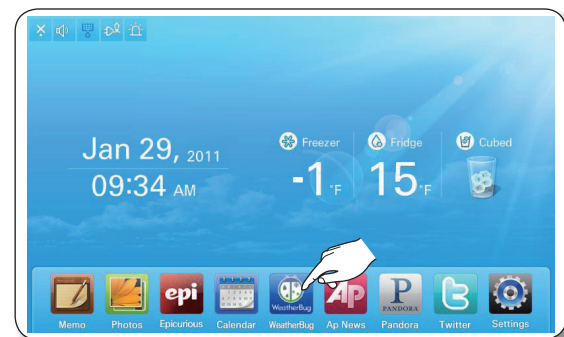 Jan 29, 2011
09:34 AM
Freezer
-1 °F
Fridge
15 °F
Cubed
epi
WeatherBug
AP
P
PANDORA
Memo
Photos
Epicurious
Calendar
WeatherBug
Ap News
Pandora
Twitter
Settings